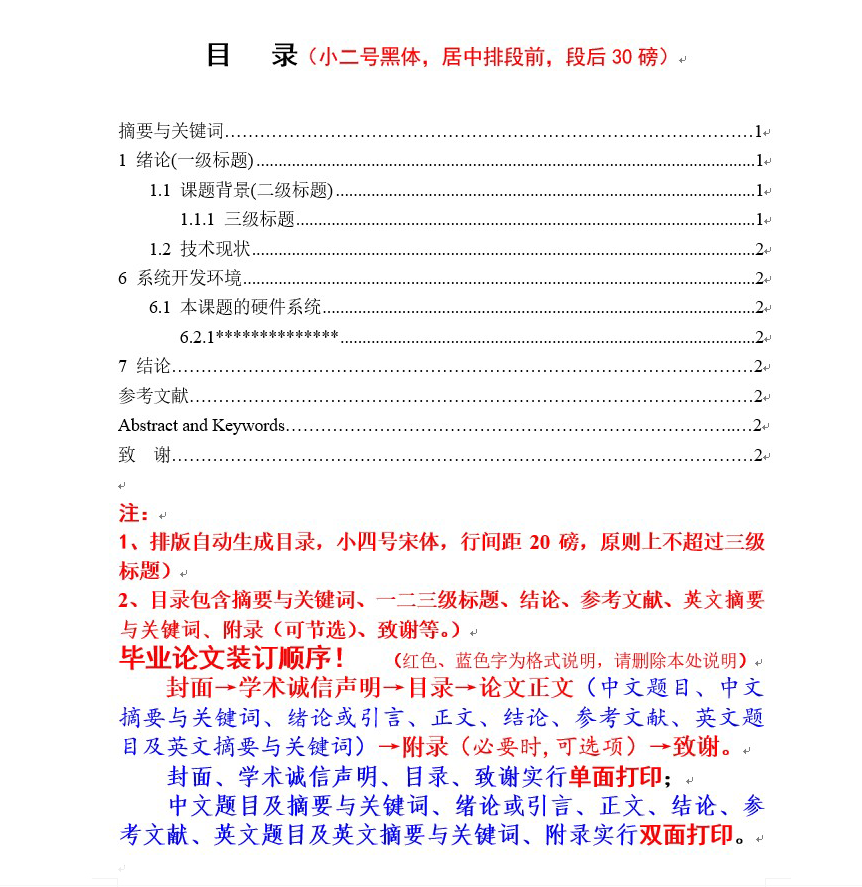 目 录（小二号黑体，居中排段前，段后 30 磅）
摘要与关键词……………………………………………………………………………1
1 绪论(一级标题)..............................................................................1
1.1 课题背景(二级标题)..............................................................................1
1.1.1 三级标题..............................................................................1
1.2 技术现状..............................................................................2
6 系统开发环境..............................................................................2
6.1 本课题的硬件系统..............................................................................2
6.2.1**************..............................................................................2
7 结论……………………………………………………………………………2
参考文献……………………………………………………………………………2
Abstract and Keywords……………………………………………………………………..…2
致 谢……………………………………………………………………………2
注：
1、排版自动生成目录，小四号宋体，行间距 20 磅，原则上不超过三级
标题）
2、目录包含摘要与关键词、一二三级标题、结论、参考文献、英文摘要
与关键词、附录（可节选）、致谢等。）
毕业论文装订顺序！ （红色、蓝色字为格式说明，请删除本处说明）
封面→学术诚信声明→目录→论文正文（中文题目、中文
摘要与关键词、绪论或引言、正文、结论、参考文献、英文题
目及英文摘要与关键词）→附录（必要时,可选项）→致谢。
封面、学术诚信声明、目录、致谢实行单面打印；
中文题目及摘要与关键词、绪论或引言、正文、结论、参
考文献、英文题目及英文摘要与关键词、附录实行双面打印。